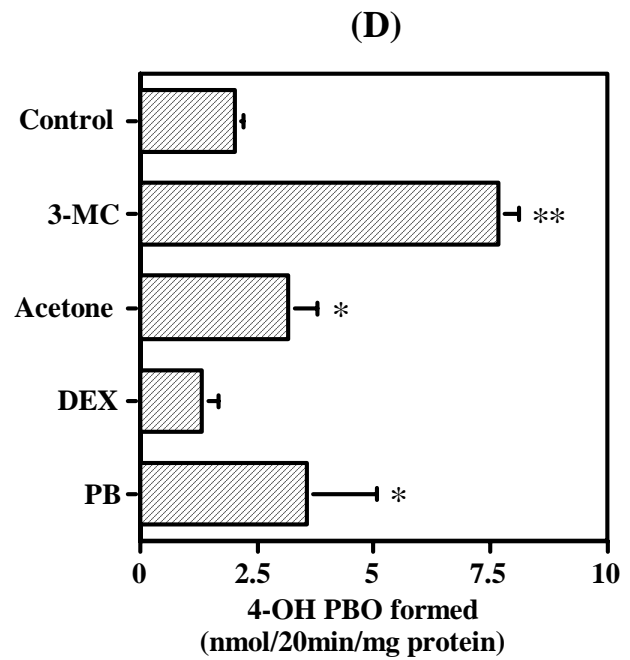 (D)
Control
3-MC
**
Acetone
*
DEX
PB
*
0 2.5 5 7.5 10
4-OH PBO formed
(nmol/20min/mg protein)